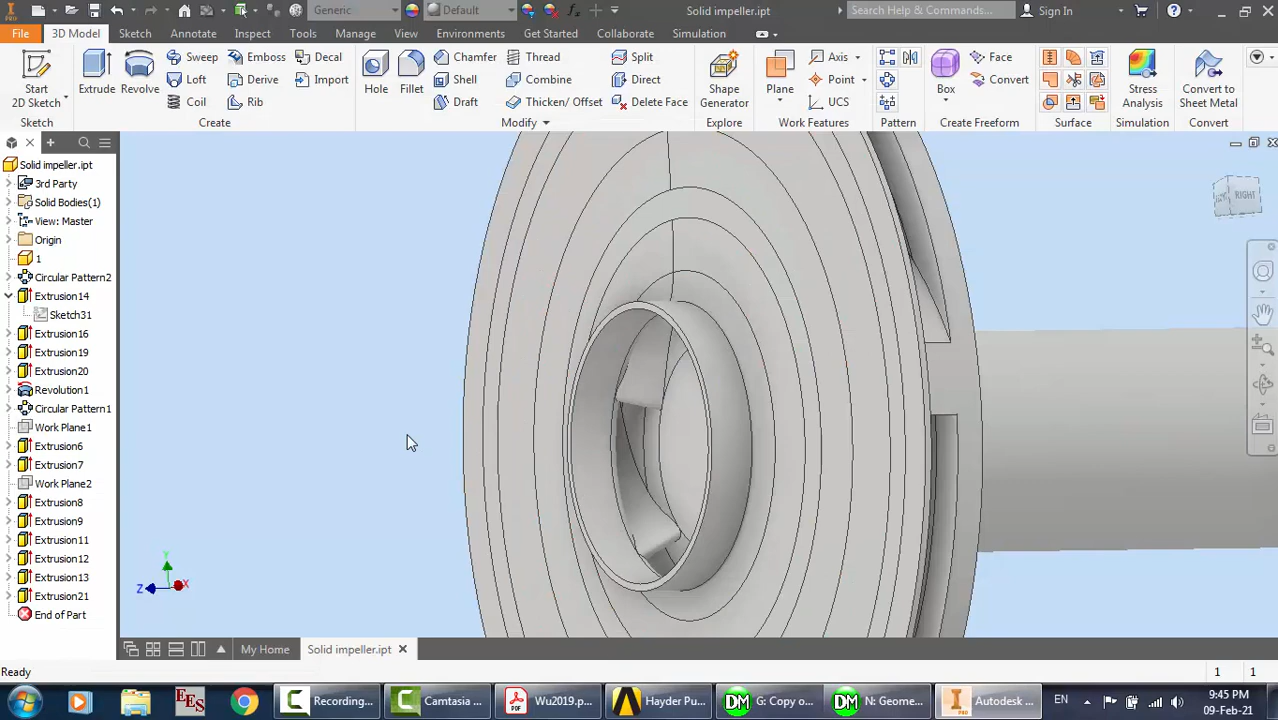 PRO
Generic
Default
fx
Solid impeller.ipt
Search Help & Commands...
Sign In
File
3D Model
Sketch
Annotate
Inspect
Tools
Manage
View
Environments
Get Started
Collaborate
Simulation
Start
2D Sketch
Extrude
Revolve
Sweep
Loft
Coil
Emboss
Derive
Rib
Decal
Import
Hole
Fillet
Chamfer
Shell
Draft
Thread
Combine
Thicken/ Offset
Split
Direct
Delete Face
Shape
Generator
Plane
Axis
Point
UCS
Box
Face
Convert
Stress
Analysis
Convert to
Sheet Metal
Sketch
Create
Modify
Explore
Work Features
Pattern
Create Freeform
Surface
Simulation
Convert
Solid impeller.ipt
3rd Party
Solid Bodies(1)
View: Master
Origin
1
Circular Pattern2
Extrusion14
Sketch31
Extrusion16
Extrusion19
Extrusion20
Revolution1
Circular Pattern1
Work Plane1
Extrusion6
Extrusion7
Work Plane2
Extrusion8
Extrusion9
Extrusion11
Extrusion12
Extrusion13
Extrusion21
End of Part
RIGHT
Y
Z
X
My Home
Solid impeller.ipt
Ready
1
1
EES
Recording...
Camtasia ...
Wu2019.p...
Hayder Pu...
G: Copy o...
N: Geome...
Autodesk ...
EN
9:45 PM
09-Feb-21